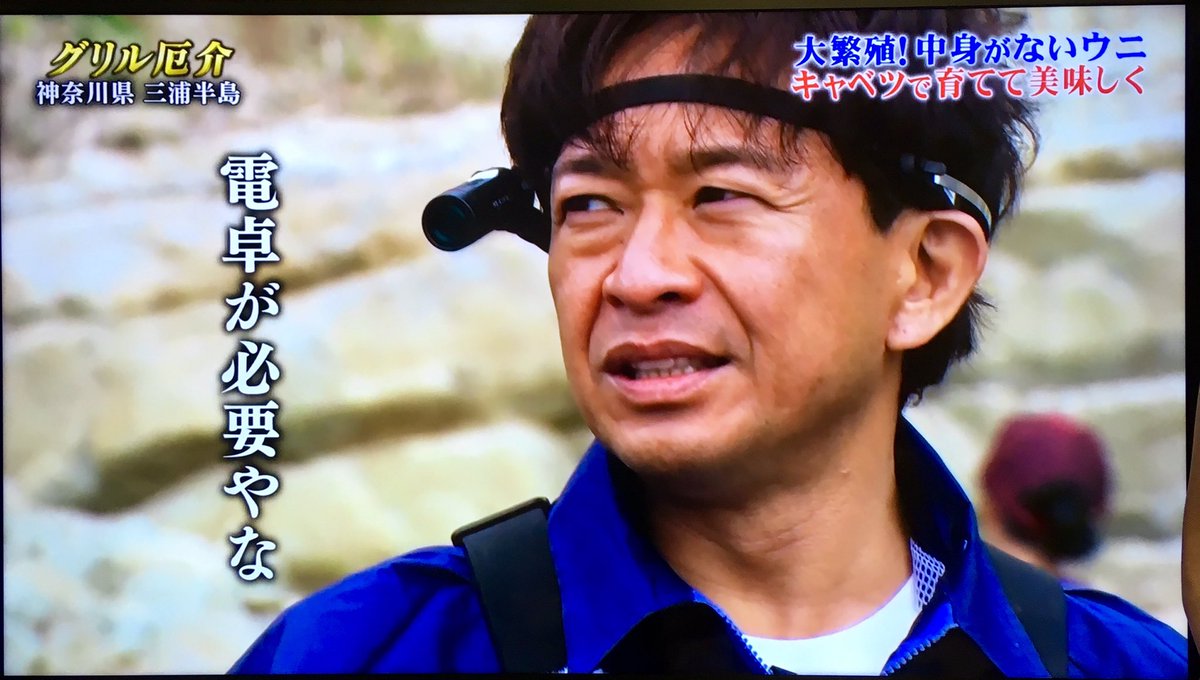 グリル厄介
神奈川県 三浦半島
大繁殖!中身がないウニ
キャベツで育てて美味しく
電卓が必要やな